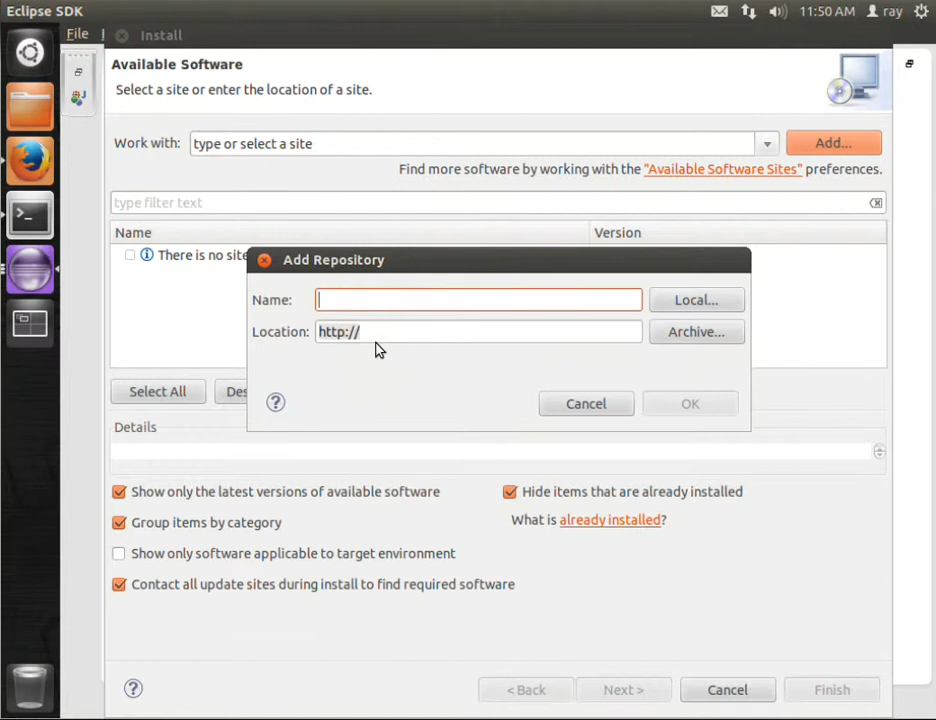 Eclipse SDK
11:50 AM ray
File
Install
Available Software
Select a site or enter the location of a site.
Work with: type or select a site Add...
Find more software by working with the "Available Software Sites" preferences.
type filter text
Name Version
There is no site
Add Repository
Name: Local...
Location: http:// Archive...
Cancel OK
Select All Des
Details
Show only the latest versions of available software Hide items that are already installed
Group items by category What is already installed?
Show only software applicable to target environment
Contact all update sites during install to find required software
< Back Next > Cancel Finish